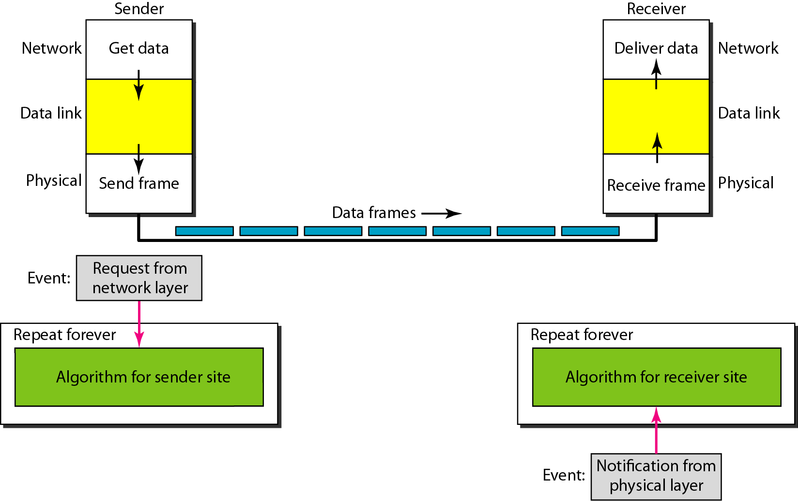 Sender
Receiver
Network
Get data
Deliver data
Network
Data link
Data link
Physical
Send frame
Receive frame
Physical
Data frames
Event:
Request from
network layer
Repeat forever
Algorithm for sender site
Repeat forever
Algorithm for receiver site
Event:
Notification from
physical layer